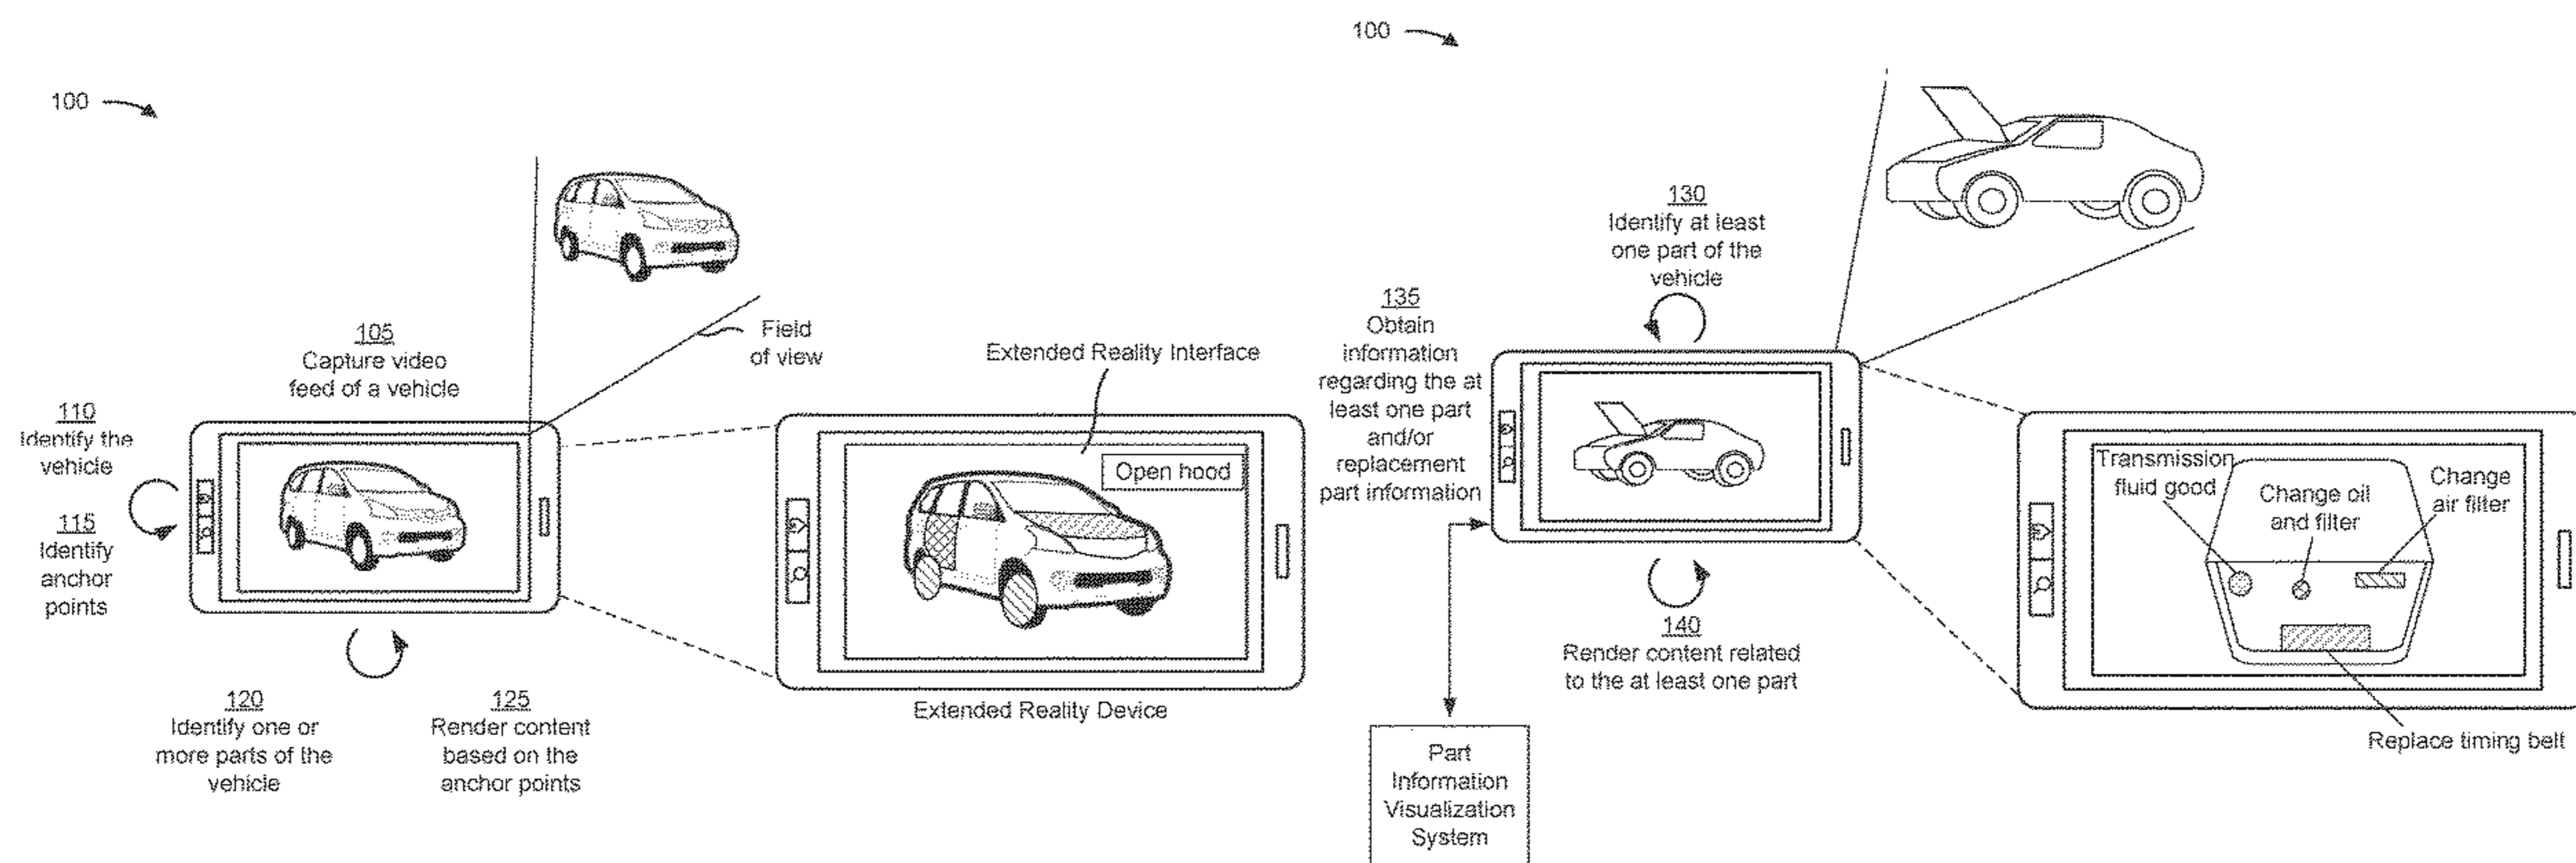 100
105
Capture video
feed of a vehicle
Field
of view
110
Identify the
vehicle
115
Identify
anchor
points
120
Identify one or
more parts of the
vehicle
125
Render content
based on the
anchor points
Extended Reality Interface
Open hood
Extended Reality Device
100
130
Identify at least
one part of the
vehicle
135
Obtain
information
regarding the at
least one part
and/or
replacement
part information
140
Render content related
to the at least one part
Part
Information
Visualization
System
Transmission
fluid good
Change oil
and filter
Change
air filter
Replace timing belt